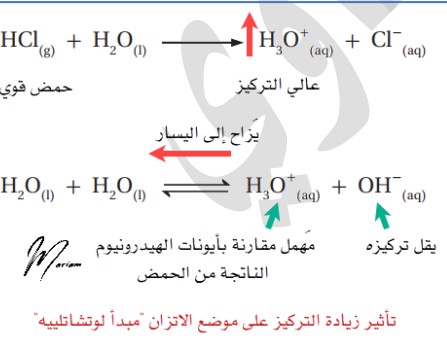 HCl(g) + H₂O(l) ⟶ H₃O⁺(aq) + Cl⁻(aq)
حمض قوي عالي التركيز
يُزاح إلى اليسار
H₂O(l) + H₂O(l) ⇌ H₃O⁺(aq) + OH⁻(aq)
مُهمل مقارنة بأيونات الهيدرونيوم يقل تركيزه
الناتجة من الحمض
Mariam
تأثير زيادة التركيز على موضع الاتزان "مبدأ لوتشاتلييه"